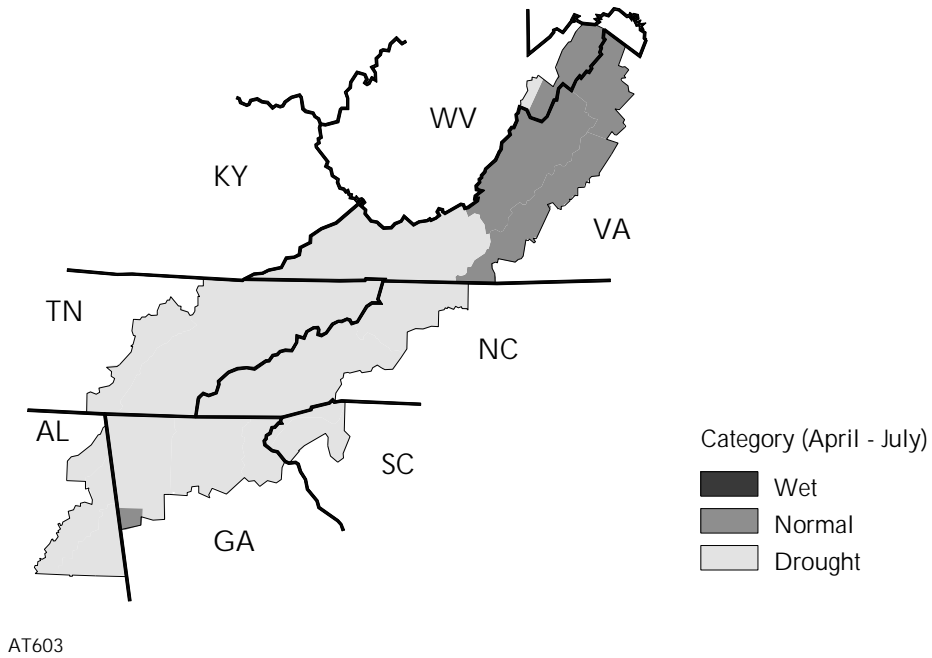 WV
KY
VA
TN
NC
AL
SC
GA
Category (April - July)
Wet
Normal
Drought
AT603